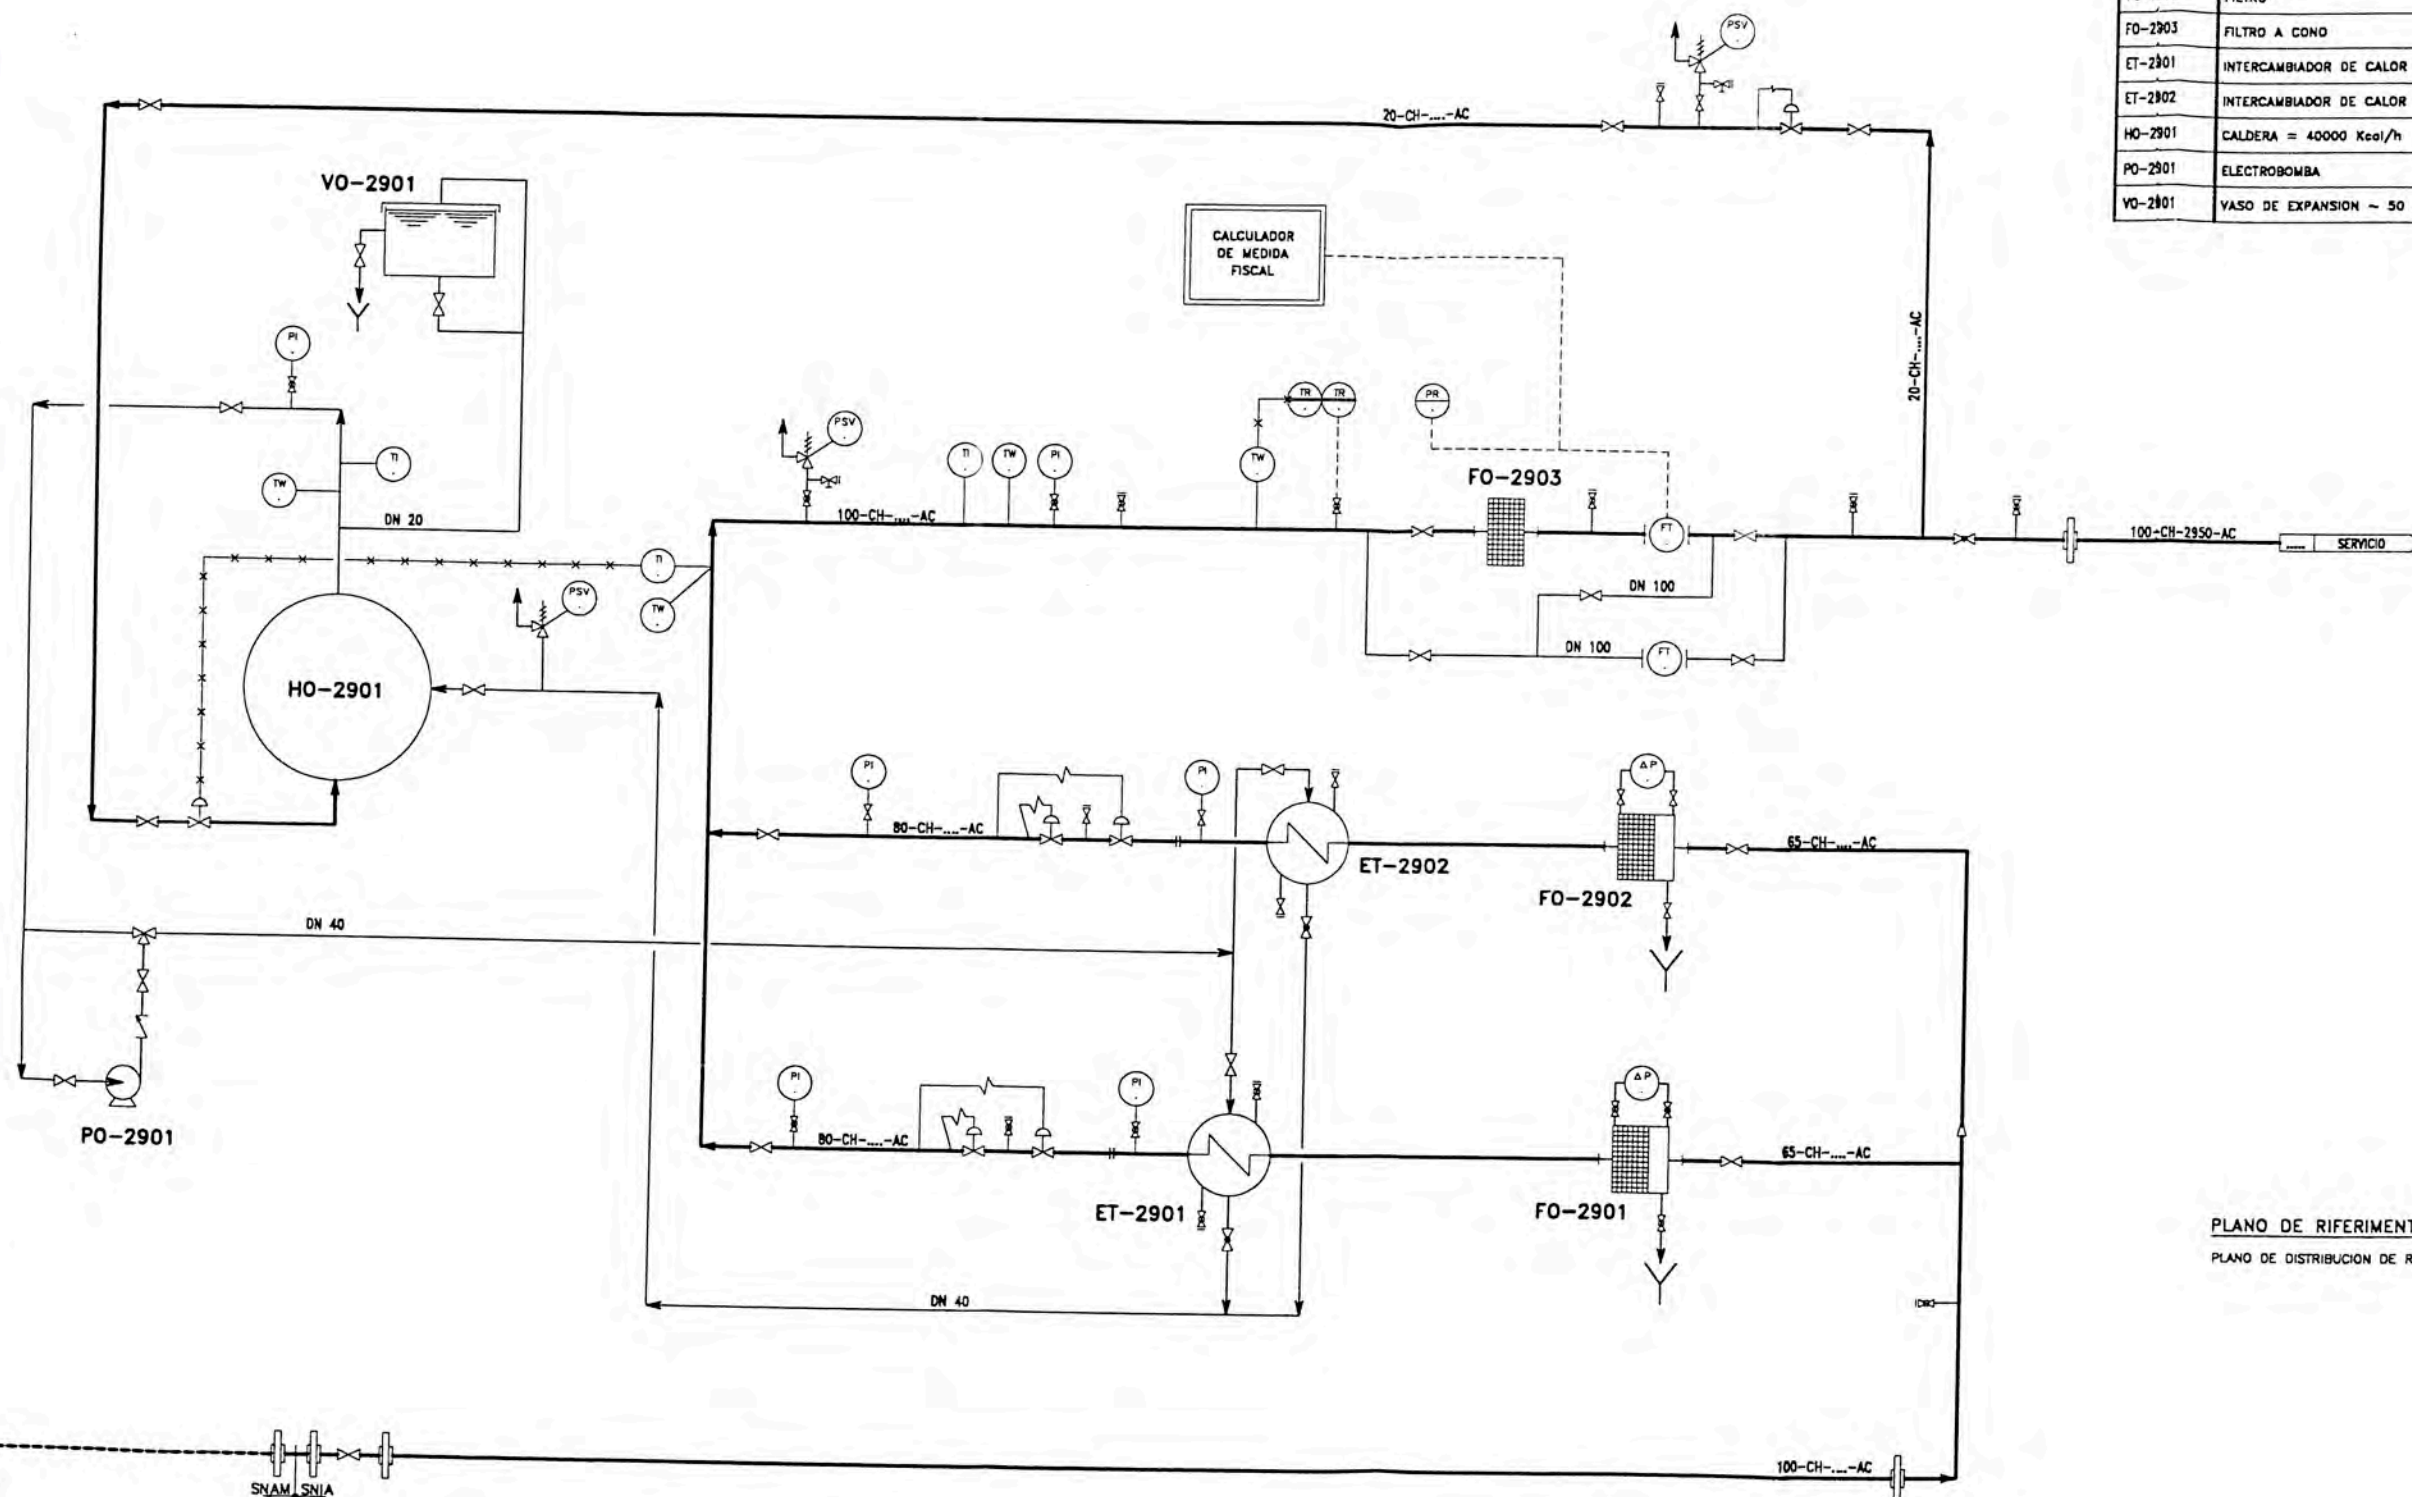 FO-2903 FILTRO A CONO
ET-2901 INTERCAMBIADOR DE CALOR
ET-2902 INTERCAMBIADOR DE CALOR
HO-2901 CALDERA = 40000 Kcal/h
PO-2901 ELECTROBOMBA
VO-2901 VASO DE EXPANSION ~ 50
PSV
20-CH-....-AC
VO-2901
CALCULADOR
DE MEDIDA
FISCAL
20-CH-....-AC
PI
TI
TW
DN 20
PSV
TI
TW
PI
TW
TR
TR
PR
FO-2903
100-CH-....-AC
FT
100-CH-2950-AC
..... SERVICIO
TI
TW
PSV
DN 100
DN 100
FT
HO-2901
PI
PI
ΔP
80-CH-....-AC
65-CH-....-AC
ET-2902
FO-2902
DN 40
PI
PI
ΔP
PO-2901
80-CH-....-AC
65-CH-....-AC
ET-2901
FO-2901
PLANO DE RIFERIMENT
PLANO DE DISTRIBUCION DE R
DN 40
100-CH-....-AC
SNAM SNIA